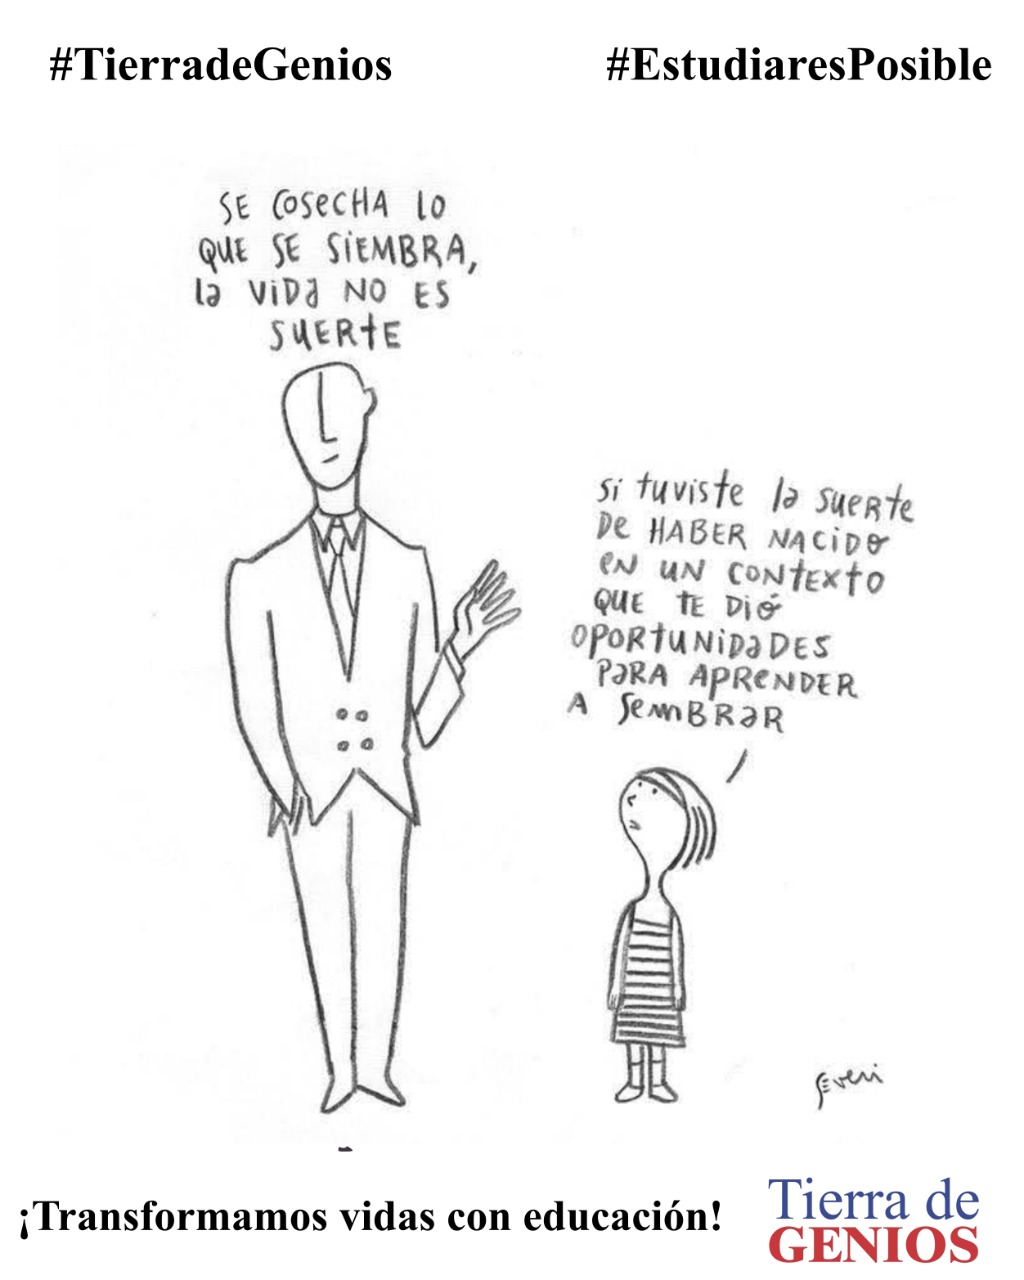 #TierradeGenios
#EstudiaresPosible
SE COSECHA LO
QUE SE SIEMBRA,
la VIDa NO ES
SUERTE
Si tuviste la suerte
DE HABER NACIDO
EN UN CONTEXTO
QUE TE DIÓ
OPORTUNIDaDES
PaRA APRENDER
A SEMBRaR
Severi
¡Transformamos vidas con educación!
Tierra de
GENIOS